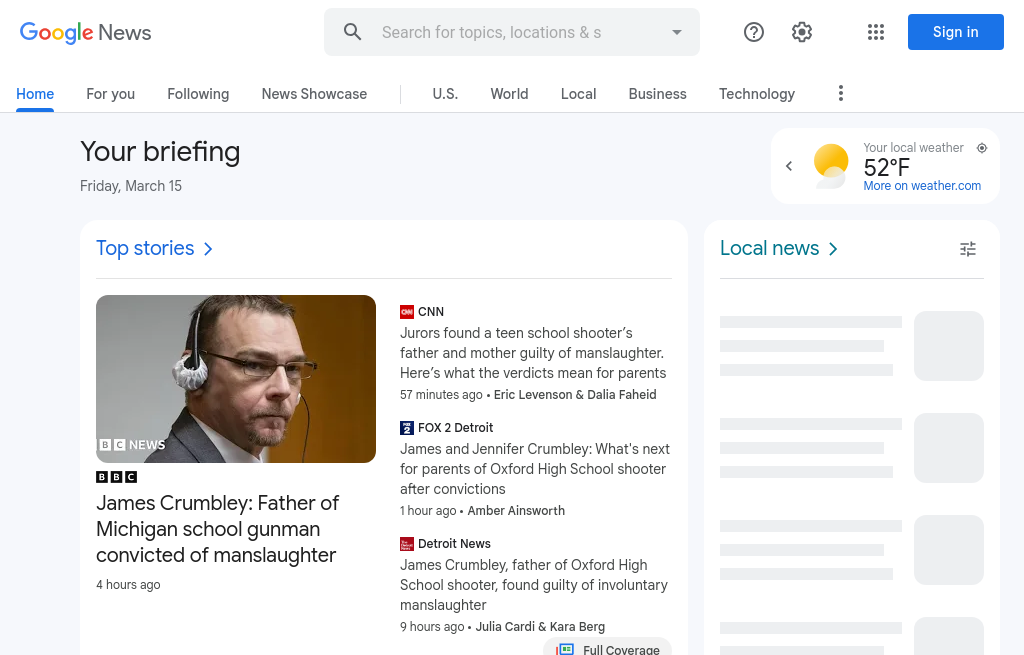 Google News
Search for topics, locations & s
Sign in
Home
For you
Following
News Showcase
U.S.
World
Local
Business
Technology
Your briefing
Friday, March 15
Your local weather
52°F
More on weather.com
Top stories
BBC NEWS
BBC
James Crumbley: Father of
Michigan school gunman
convicted of manslaughter
4 hours ago
CNN
Jurors found a teen school shooter’s
father and mother guilty of manslaughter.
Here’s what the verdicts mean for parents
57 minutes ago • Eric Levenson & Dalia Faheid
FOX 2 Detroit
James and Jennifer Crumbley: What's next
for parents of Oxford High School shooter
after convictions
1 hour ago • Amber Ainsworth
Detroit News
James Crumbley, father of Oxford High
School shooter, found guilty of involuntary
manslaughter
9 hours ago • Julia Cardi & Kara Berg
Full Coverage
Local news